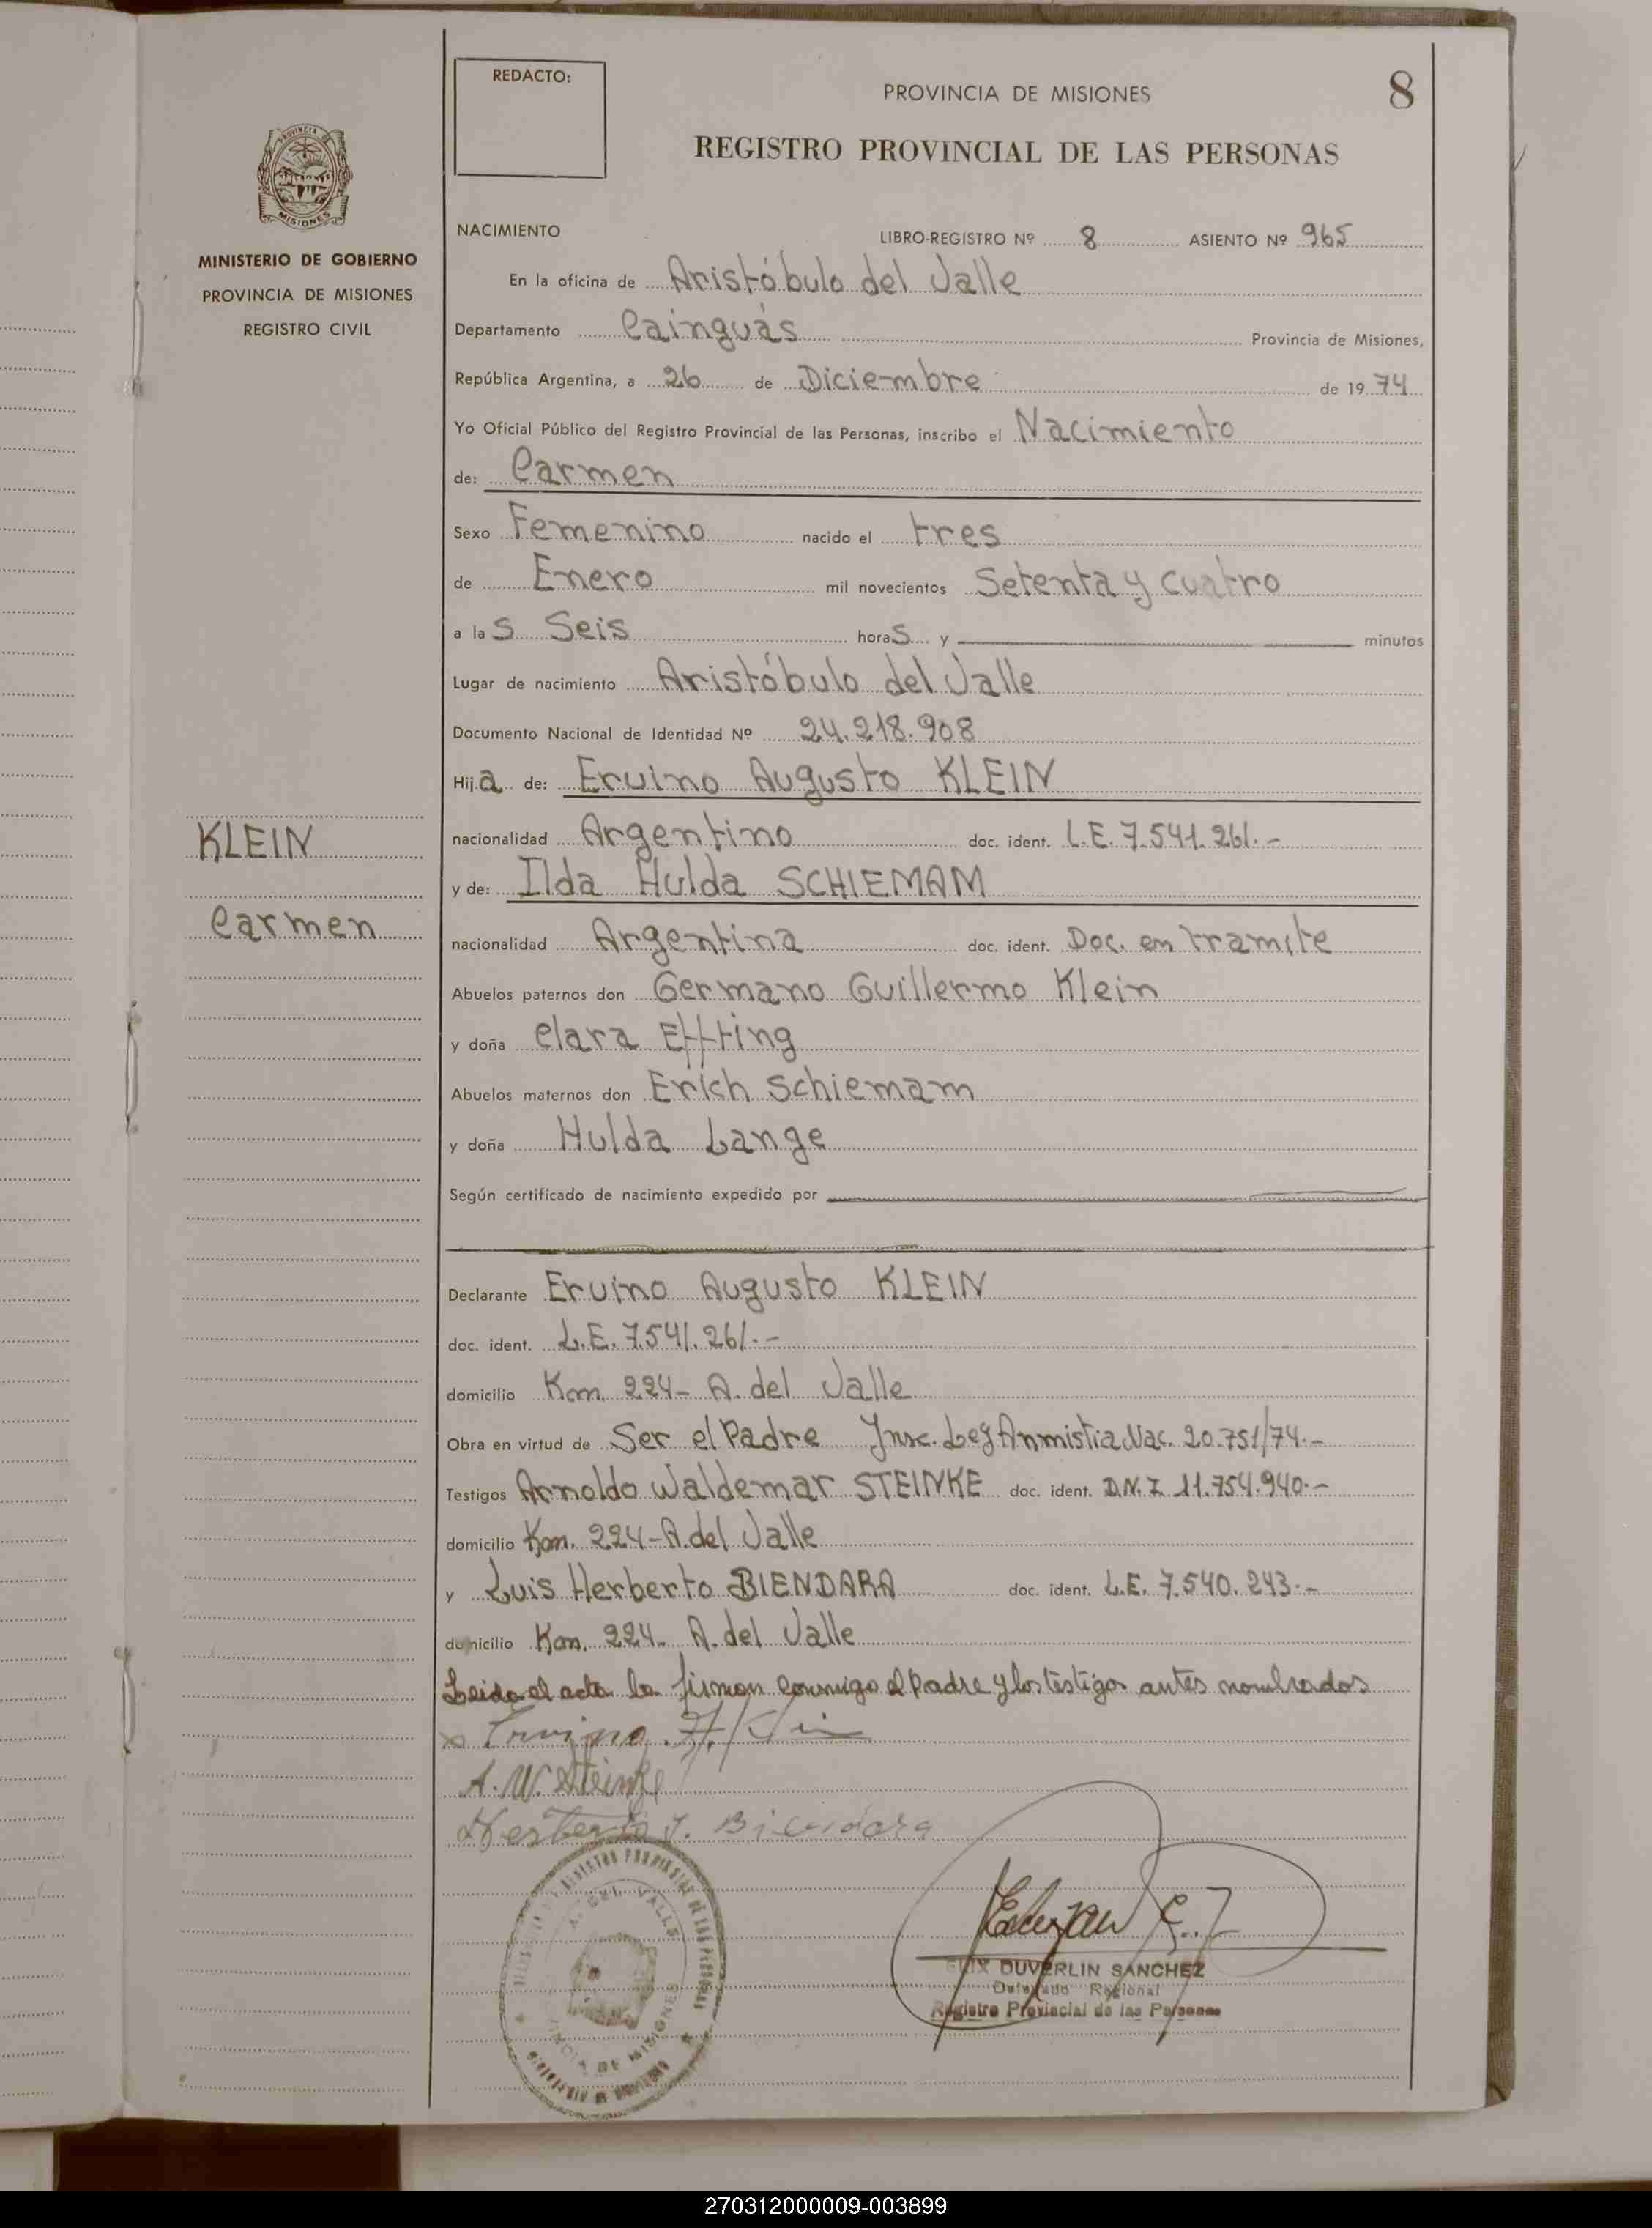 REDACTO:
PROVINCIA DE MISIONES
8
REGISTRO PROVINCIAL DE LAS PERSONAS
MISIONES
MINISTERIO DE GOBIERNO
PROVINCIA DE MISIONES
REGISTRO CIVIL
KLEIN
Carmen
NACIMIENTO
LIBRO-REGISTRO Nº 8 ASIENTO Nº 965
En la oficina de Aristóbulo del Valle
Departamento Cainguás Provincia de Misiones,
República Argentina, a 26 de Diciembre de 1974
Yo Oficial Público del Registro Provincial de las Personas, inscribo el Nacimiento
de: Carmen
Sexo Femenino nacido el tres
de Enero mil novecientos Setenta y cuatro
a las Seis horas y minutos
Lugar de nacimiento Aristóbulo del Valle
Documento Nacional de Identidad Nº 24.218.908
Hija de: Ervino Augusto KLEIN
nacionalidad Argentino doc. ident. L.E. 7.541.261.-
y de: Ilda Hulda SCHIEMAM
nacionalidad Argentina doc. ident. Doc. en tramite
Abuelos paternos don Germano Guillermo Klein
y doña Clara Effting
Abuelos maternos don Erich Schiemam
y doña Hulda Lange
Según certificado de nacimiento expedido por
Declarante Ervino Augusto KLEIN
doc. ident. L.E. 7.541.261.-
domicilio Km. 224- A. del Valle
Obra en virtud de Ser el Padre Insc. Ley Anmistia Nac. 20.751/74.-
Testigos Arnoldo Waldemar STEINKE doc. ident. D.N.I 11.754.940.-
domicilio Km. 224-A. del Valle
y Luis Herberto BIENDARA doc. ident. L.E. 7.540.243.-
domicilio Km. 224- A. del Valle
Leida el acta la firman conmigo el Padre y los testigos antes nombrados
x Ervino A. Klein
A. W. Steinke
Herberto Biendara
FELIX DUVERLIN SANCHEZ
Delegado Regional
Registro Provincial de las Personas
270312000009-003899